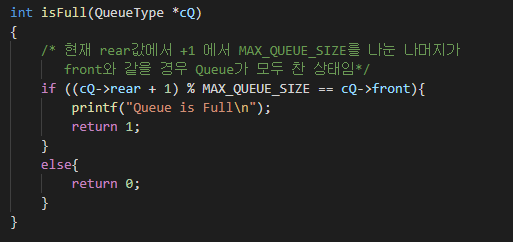 int isFull(QueueType *cQ)
{
    /* 현재 rear값에서 +1 에서 MAX_QUEUE_SIZE를 나눈 나머지가
       front와 같을 경우 Queue가 모두 찬 상태임*/
    if ((cQ->rear + 1) % MAX_QUEUE_SIZE == cQ->front){
        printf("Queue is Full\n");
        return 1;
    }
    else{
        return 0;
    }
}